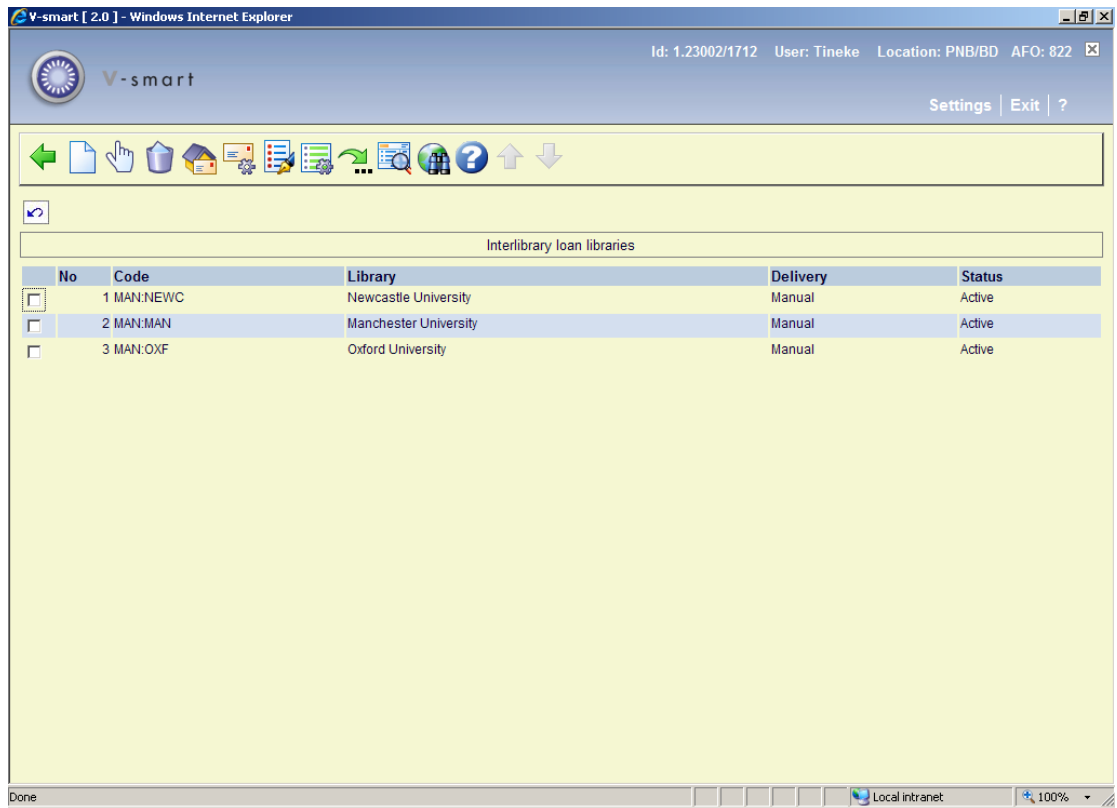 V-smart [ 2.0 ] - Windows Internet Explorer
Id: 1.23002/1712 User: Tineke Location: PNB/BD AFO: 822
V-smart
Settings Exit ?
Interlibrary loan libraries
No Code Library Delivery Status
1 MAN:NEWC Newcastle University Manual Active
2 MAN:MAN Manchester University Manual Active
3 MAN:OXF Oxford University Manual Active
Done Local intranet 100%